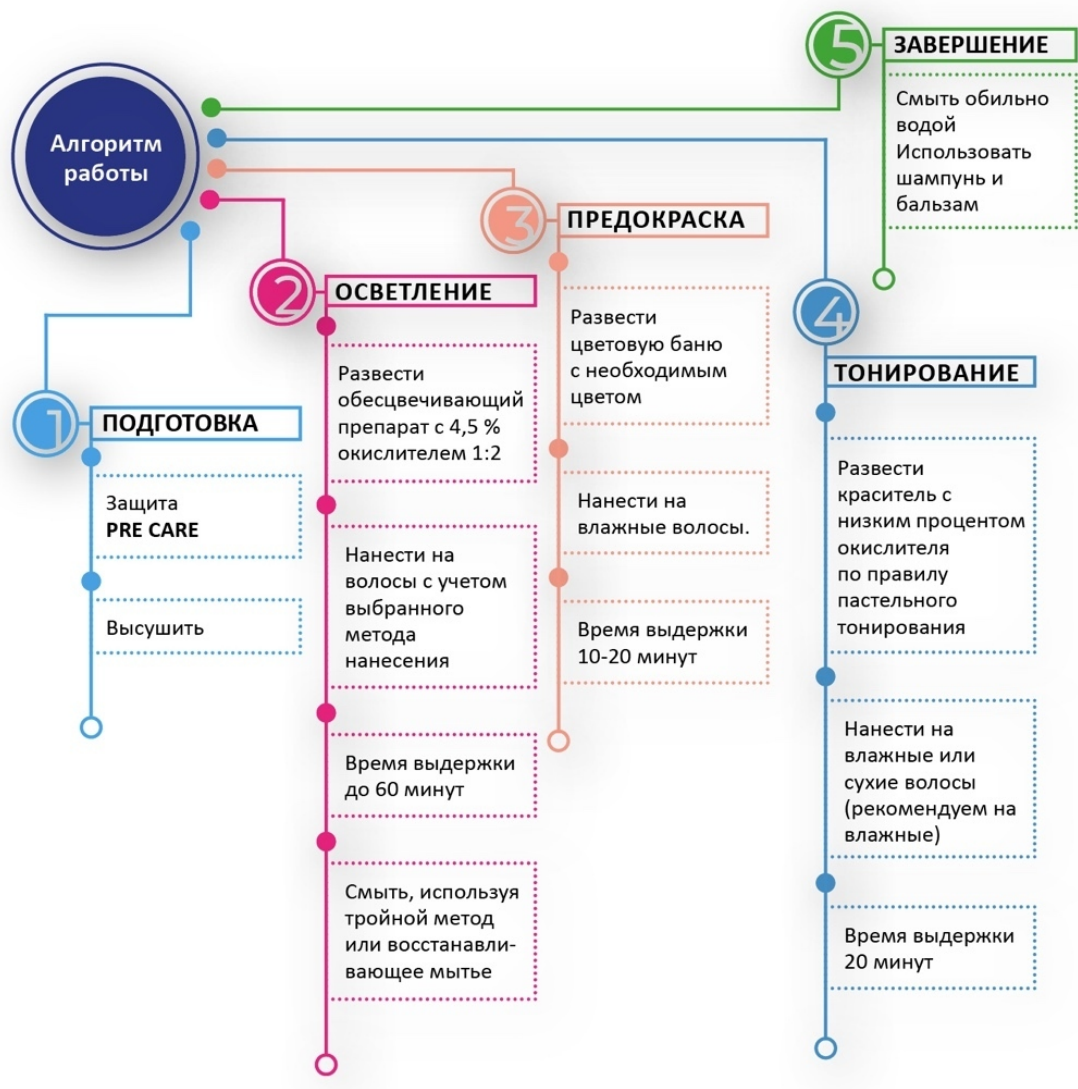 Алгоритм
работы
1
ПОДГОТОВКА
Защита
PRE CARE
Высушить
2
ОСВЕТЛЕНИЕ
Развести
обесцвечивающий
препарат с 4,5 %
окислителем 1:2
Нанести на
волосы с учетом
выбранного
метода
нанесения
Время выдержки
до 60 минут
Смыть, используя
тройной метод
или восстанавли-
вающее мытье
3
ПРЕДОКРАСКА
Развести
цветовую баню
с необходимым
цветом
Нанести на
влажные волосы.
Время выдержки
10-20 минут
4
ТОНИРОВАНИЕ
Развести
краситель с
низким процентом
окислителя
по правилу
пастельного
тонирования
Нанести на
влажные или
сухие волосы
(рекомендуем на
влажные)
Время выдержки
20 минут
5
ЗАВЕРШЕНИЕ
Смыть обильно
водой
Использовать
шампунь и
бальзам